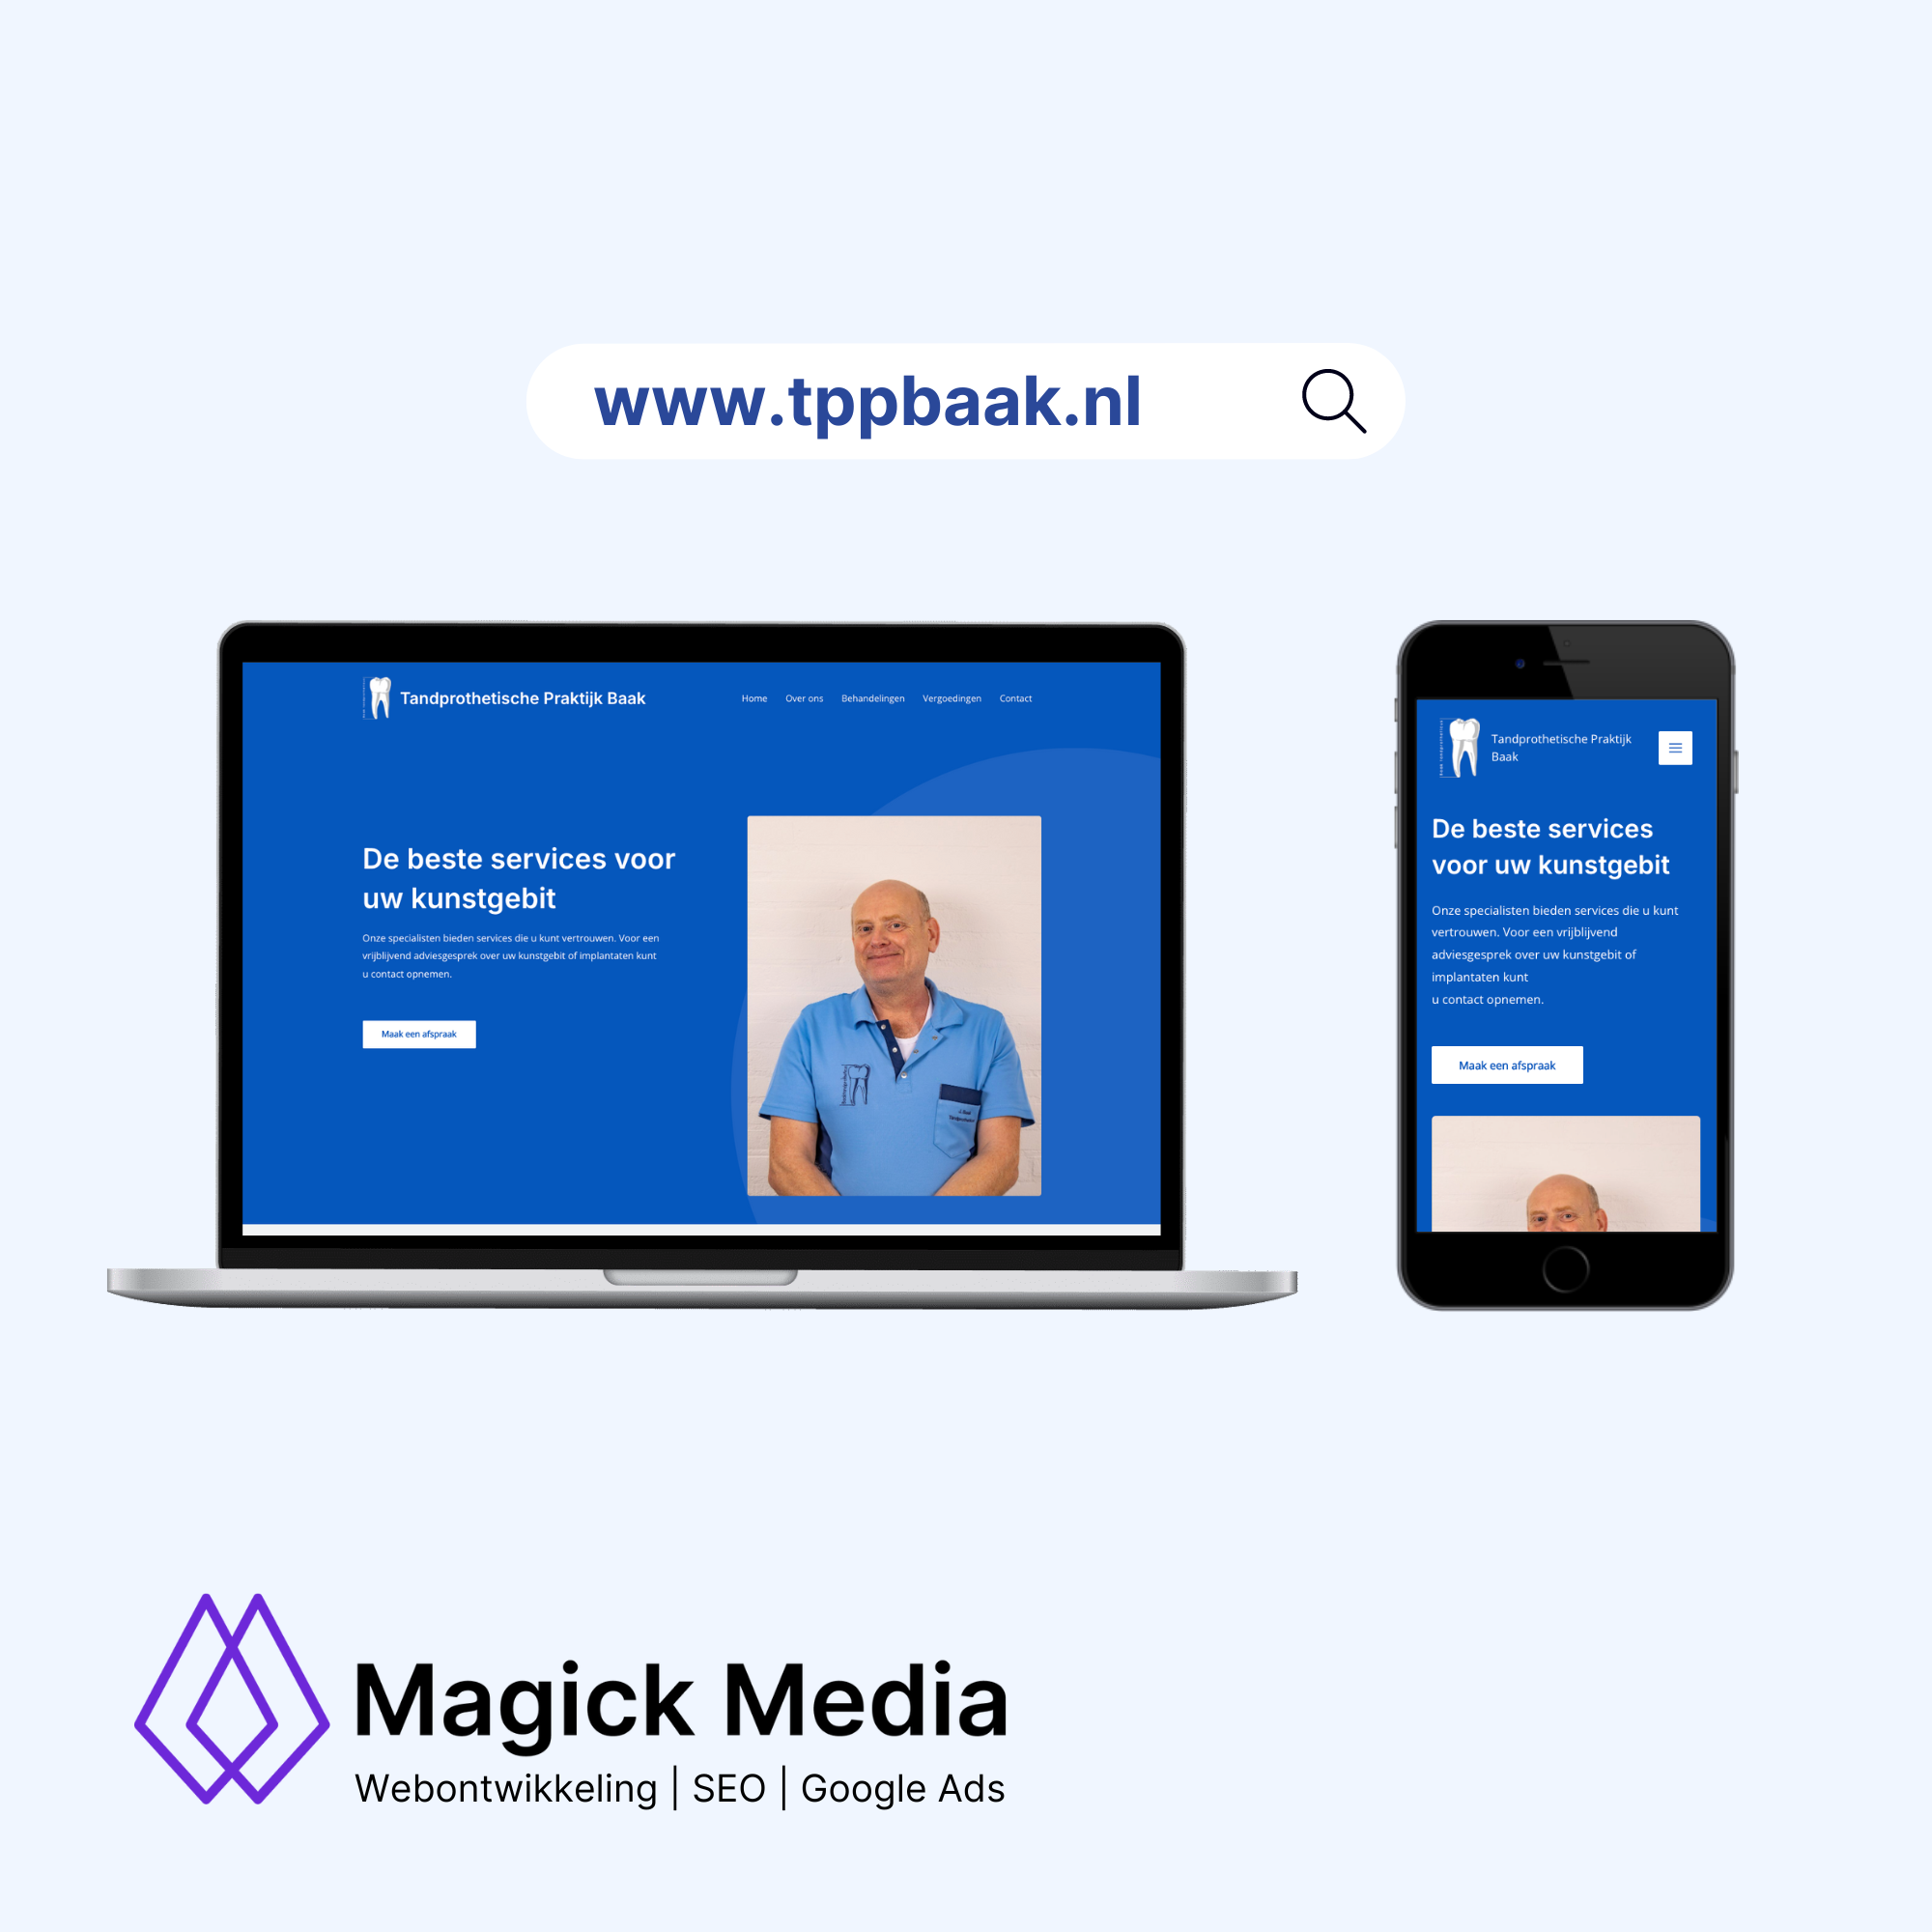 www.tppbaak.nl
Tandprothetische Praktijk Baak
Home Over ons Behandelingen Vergoedingen Contact
De beste services voor
uw kunstgebit
Onze specialisten bieden services die u kunt vertrouwen. Voor een
vrijblijvend adviesgesprek over uw kunstgebit of implantaten kunt
u contact opnemen.
Maak een afspraak
Tandprothetische Praktijk
Baak
De beste services
voor uw kunstgebit
Onze specialisten bieden services die u kunt
vertrouwen. Voor een vrijblijvend
adviesgesprek over uw kunstgebit of
implantaten kunt
u contact opnemen.
Maak een afspraak
Magick Media
Webontwikkeling | SEO | Google Ads